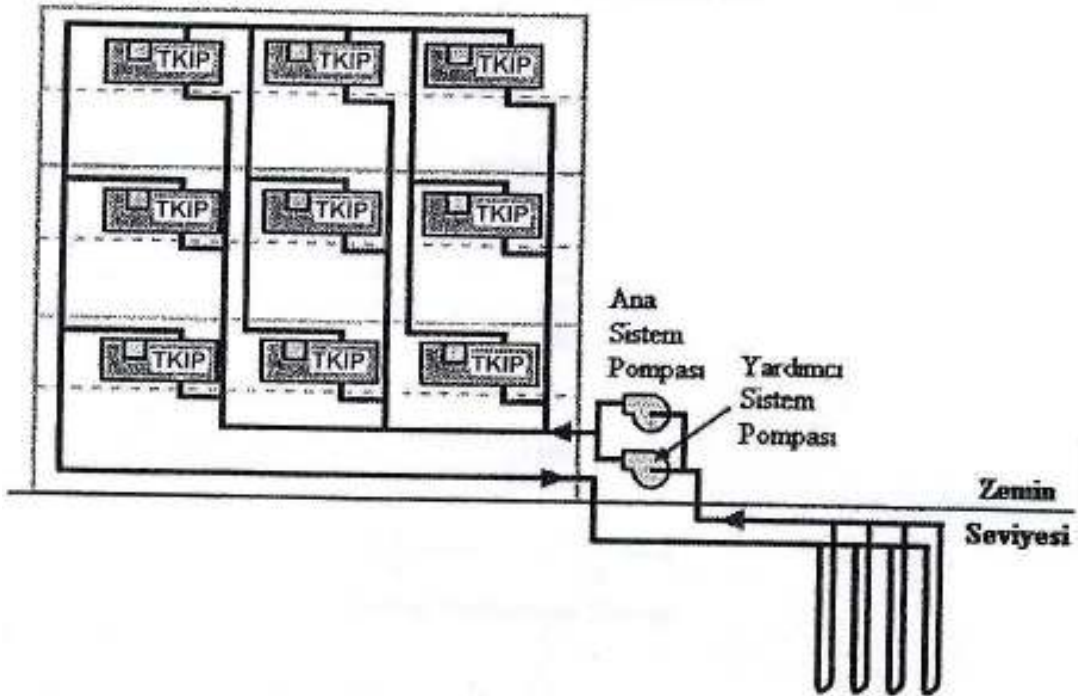 TKIP TKIP TKIP
TKIP TKIP TKIP
TKIP TKIP TKIP
Ana
Sistem
Pompası
Yardımcı
Sistem
Pompası
Zemin
Seviyesi